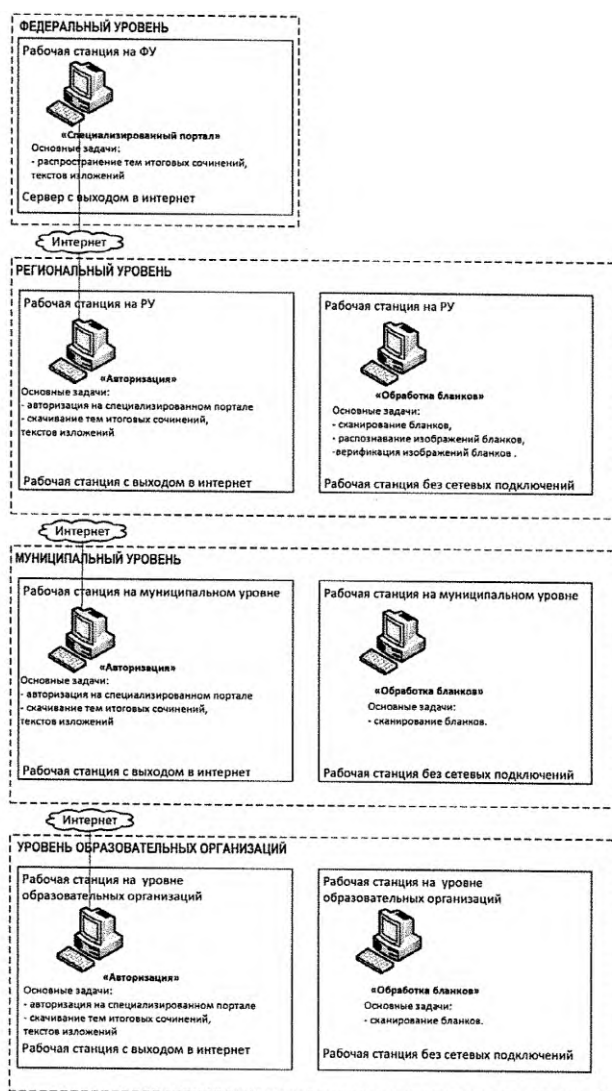 ФЕДЕРАЛЬНЫЙ УРОВЕНЬ
Рабочая станция на ФУ
«Специализированный портал»
Основные задачи:
- распространение тем итоговых сочинений,
текстов изложений
Сервер с выходом в интернет
Интернет
РЕГИОНАЛЬНЫЙ УРОВЕНЬ
Рабочая станция на РУ
«Авторизация»
Основные задачи:
- авторизация на специализированном портале
- скачивание тем итоговых сочинений,
текстов изложений
Рабочая станция с выходом в интернет
Рабочая станция на РУ
«Обработка бланков»
Основные задачи:
- сканирование бланков,
- распознавание изображений бланков,
-верификация изображений бланков .
Рабочая станция без сетевых подключений
Интернет
МУНИЦИПАЛЬНЫЙ УРОВЕНЬ
Рабочая станция на муниципальном уровне
«Авторизация»
Основные задачи:
- авторизация на специализированном портале
- скачивание тем итоговых сочинений,
текстов изложений
Рабочая станция с выходом в интернет
Рабочая станция на муниципальном уровне
«Обработка бланков»
Основные задачи:
- сканирование бланков.
Рабочая станция без сетевых подключений
Интернет
УРОВЕНЬ ОБРАЗОВАТЕЛЬНЫХ ОРГАНИЗАЦИЙ
Рабочая станция на уровне
образовательных организаций
«Авторизация»
Основные задачи:
- авторизация на специализированном портале
- скачивание тем итоговых сочинений,
текстов изложений
Рабочая станция с выходом в интернет
Рабочая станция на уровне
образовательных организаций
«Обработка бланков»
Основные задачи:
- сканирование бланков.
Рабочая станция без сетевых подключений